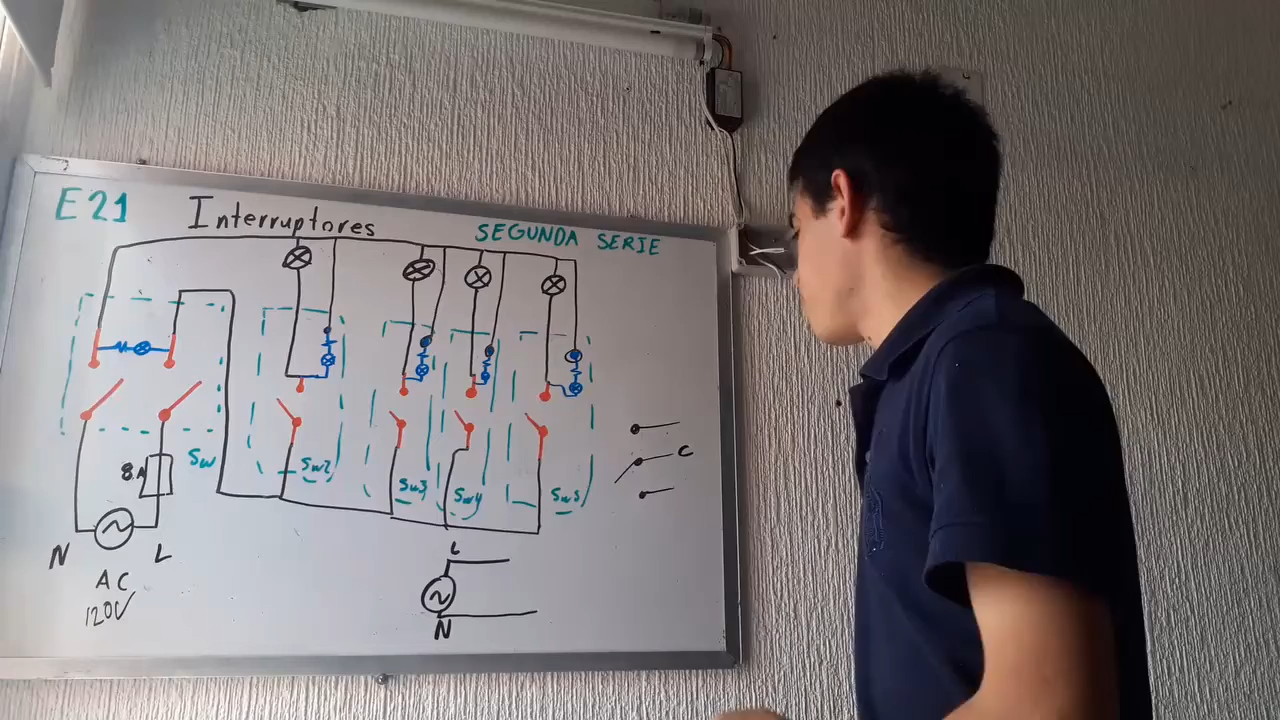 E21
Interruptores
SEGUNDA SERIE
8A
Sw
Sw2
Sw3
Sw4
Sw5
C
N
L
AC
120V
L
N